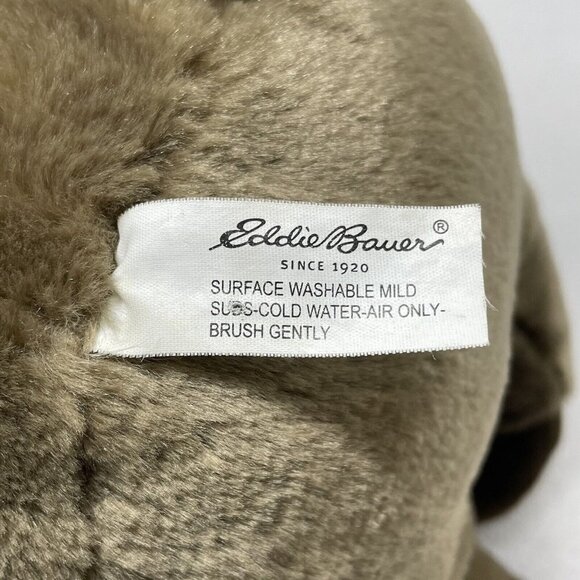 Eddie Bauer®
SINCE 1920
SURFACE WASHABLE MILD
SUDS-COLD WATER-AIR ONLY-
BRUSH GENTLY